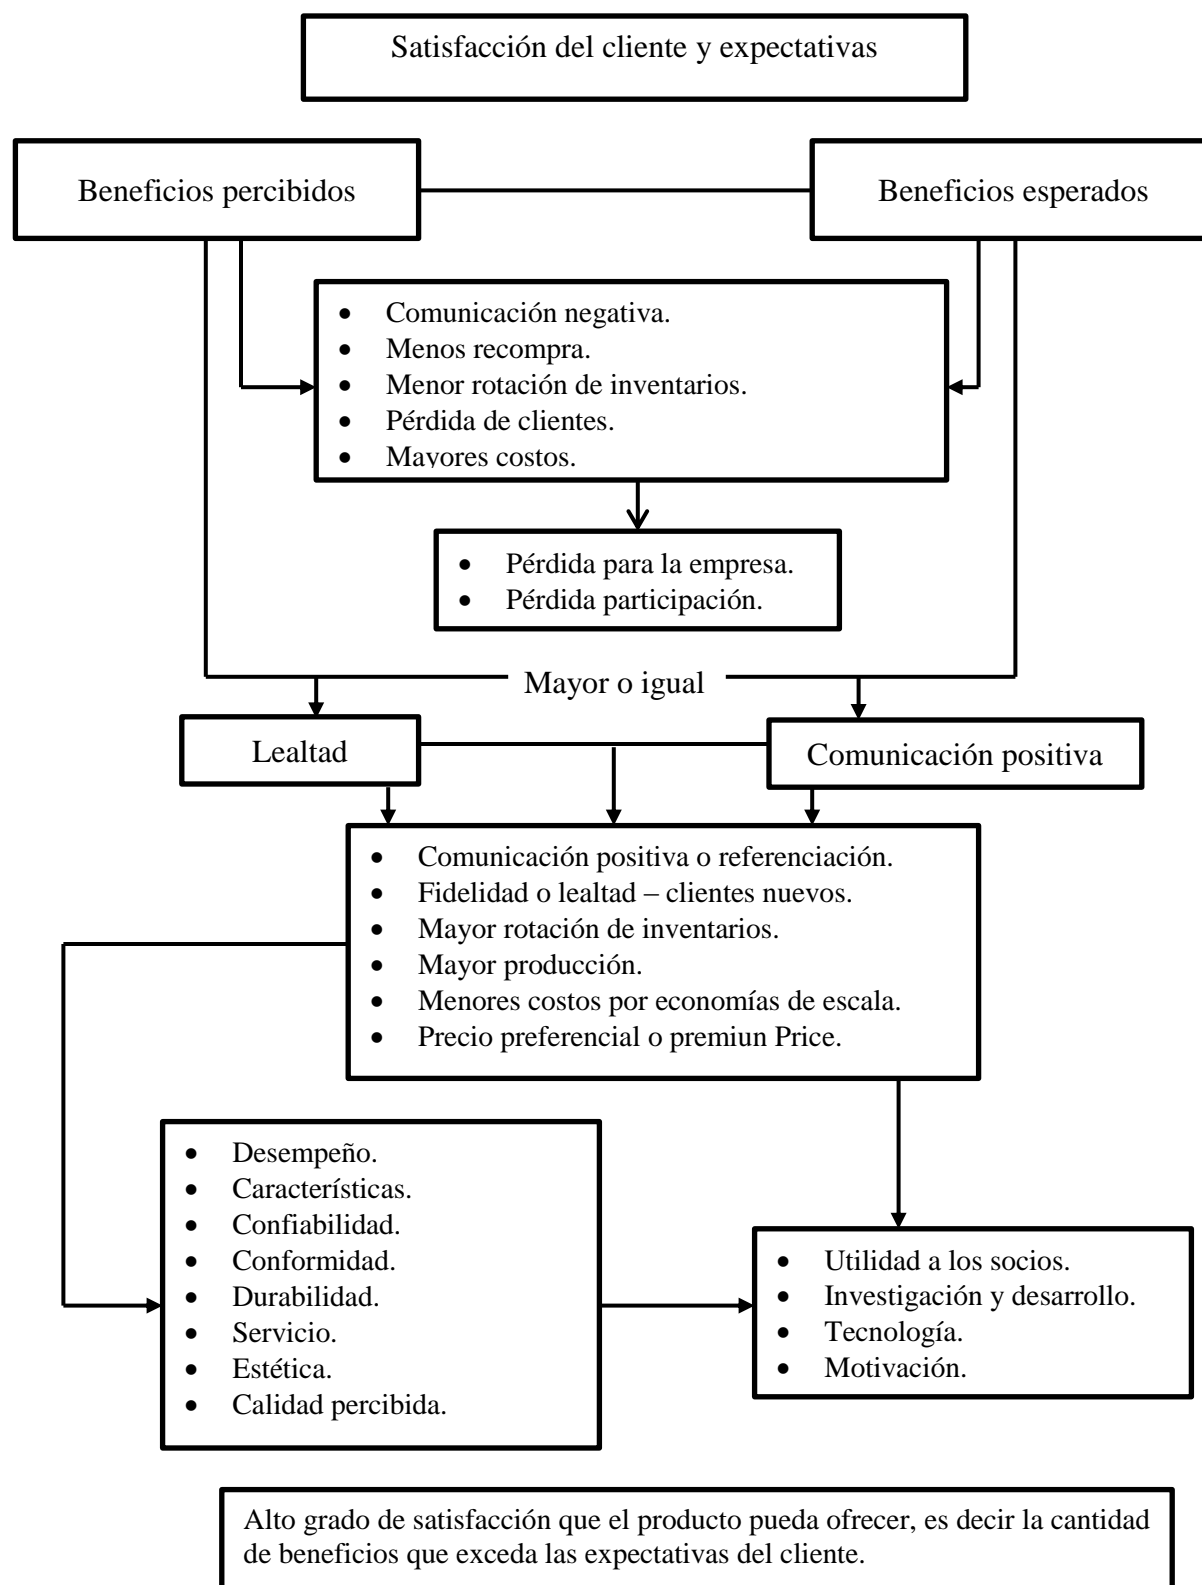 Satisfacción del cliente y expectativas
Beneficios percibidos
Beneficios esperados
• Comunicación negativa.
• Menos recompra.
• Menor rotación de inventarios.
• Pérdida de clientes.
• Mayores costos.
• Pérdida para la empresa.
• Pérdida participación.
Mayor o igual
Lealtad
Comunicación positiva
• Comunicación positiva o referenciación.
• Fidelidad o lealtad – clientes nuevos.
• Mayor rotación de inventarios.
• Mayor producción.
• Menores costos por economías de escala.
• Precio preferencial o premiun Price.
• Desempeño.
• Características.
• Confiabilidad.
• Conformidad.
• Durabilidad.
• Servicio.
• Estética.
• Calidad percibida.
• Utilidad a los socios.
• Investigación y desarrollo.
• Tecnología.
• Motivación.
Alto grado de satisfacción que el producto pueda ofrecer, es decir la cantidad
de beneficios que exceda las expectativas del cliente.